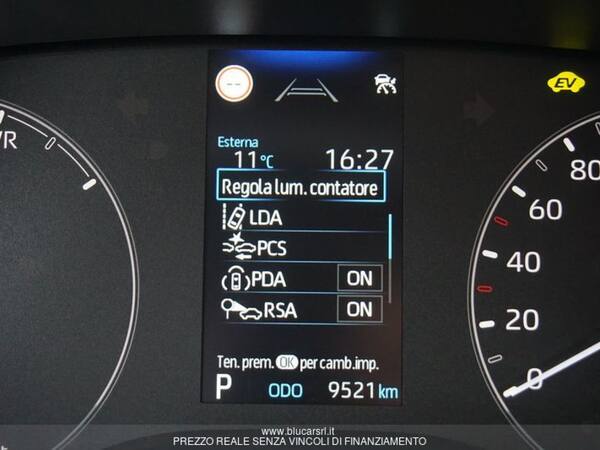 --
EV
Esterna
11°C 16:27
Regola lum. contatore
LDA
PCS
PDA ON
RSA ON
Ten. prem. OK per camb.imp.
P ODO 9521 km
80
60
40
20
0
www.blucarsrl.it
PREZZO REALE SENZA VINCOLI DI FINANZIAMENTO